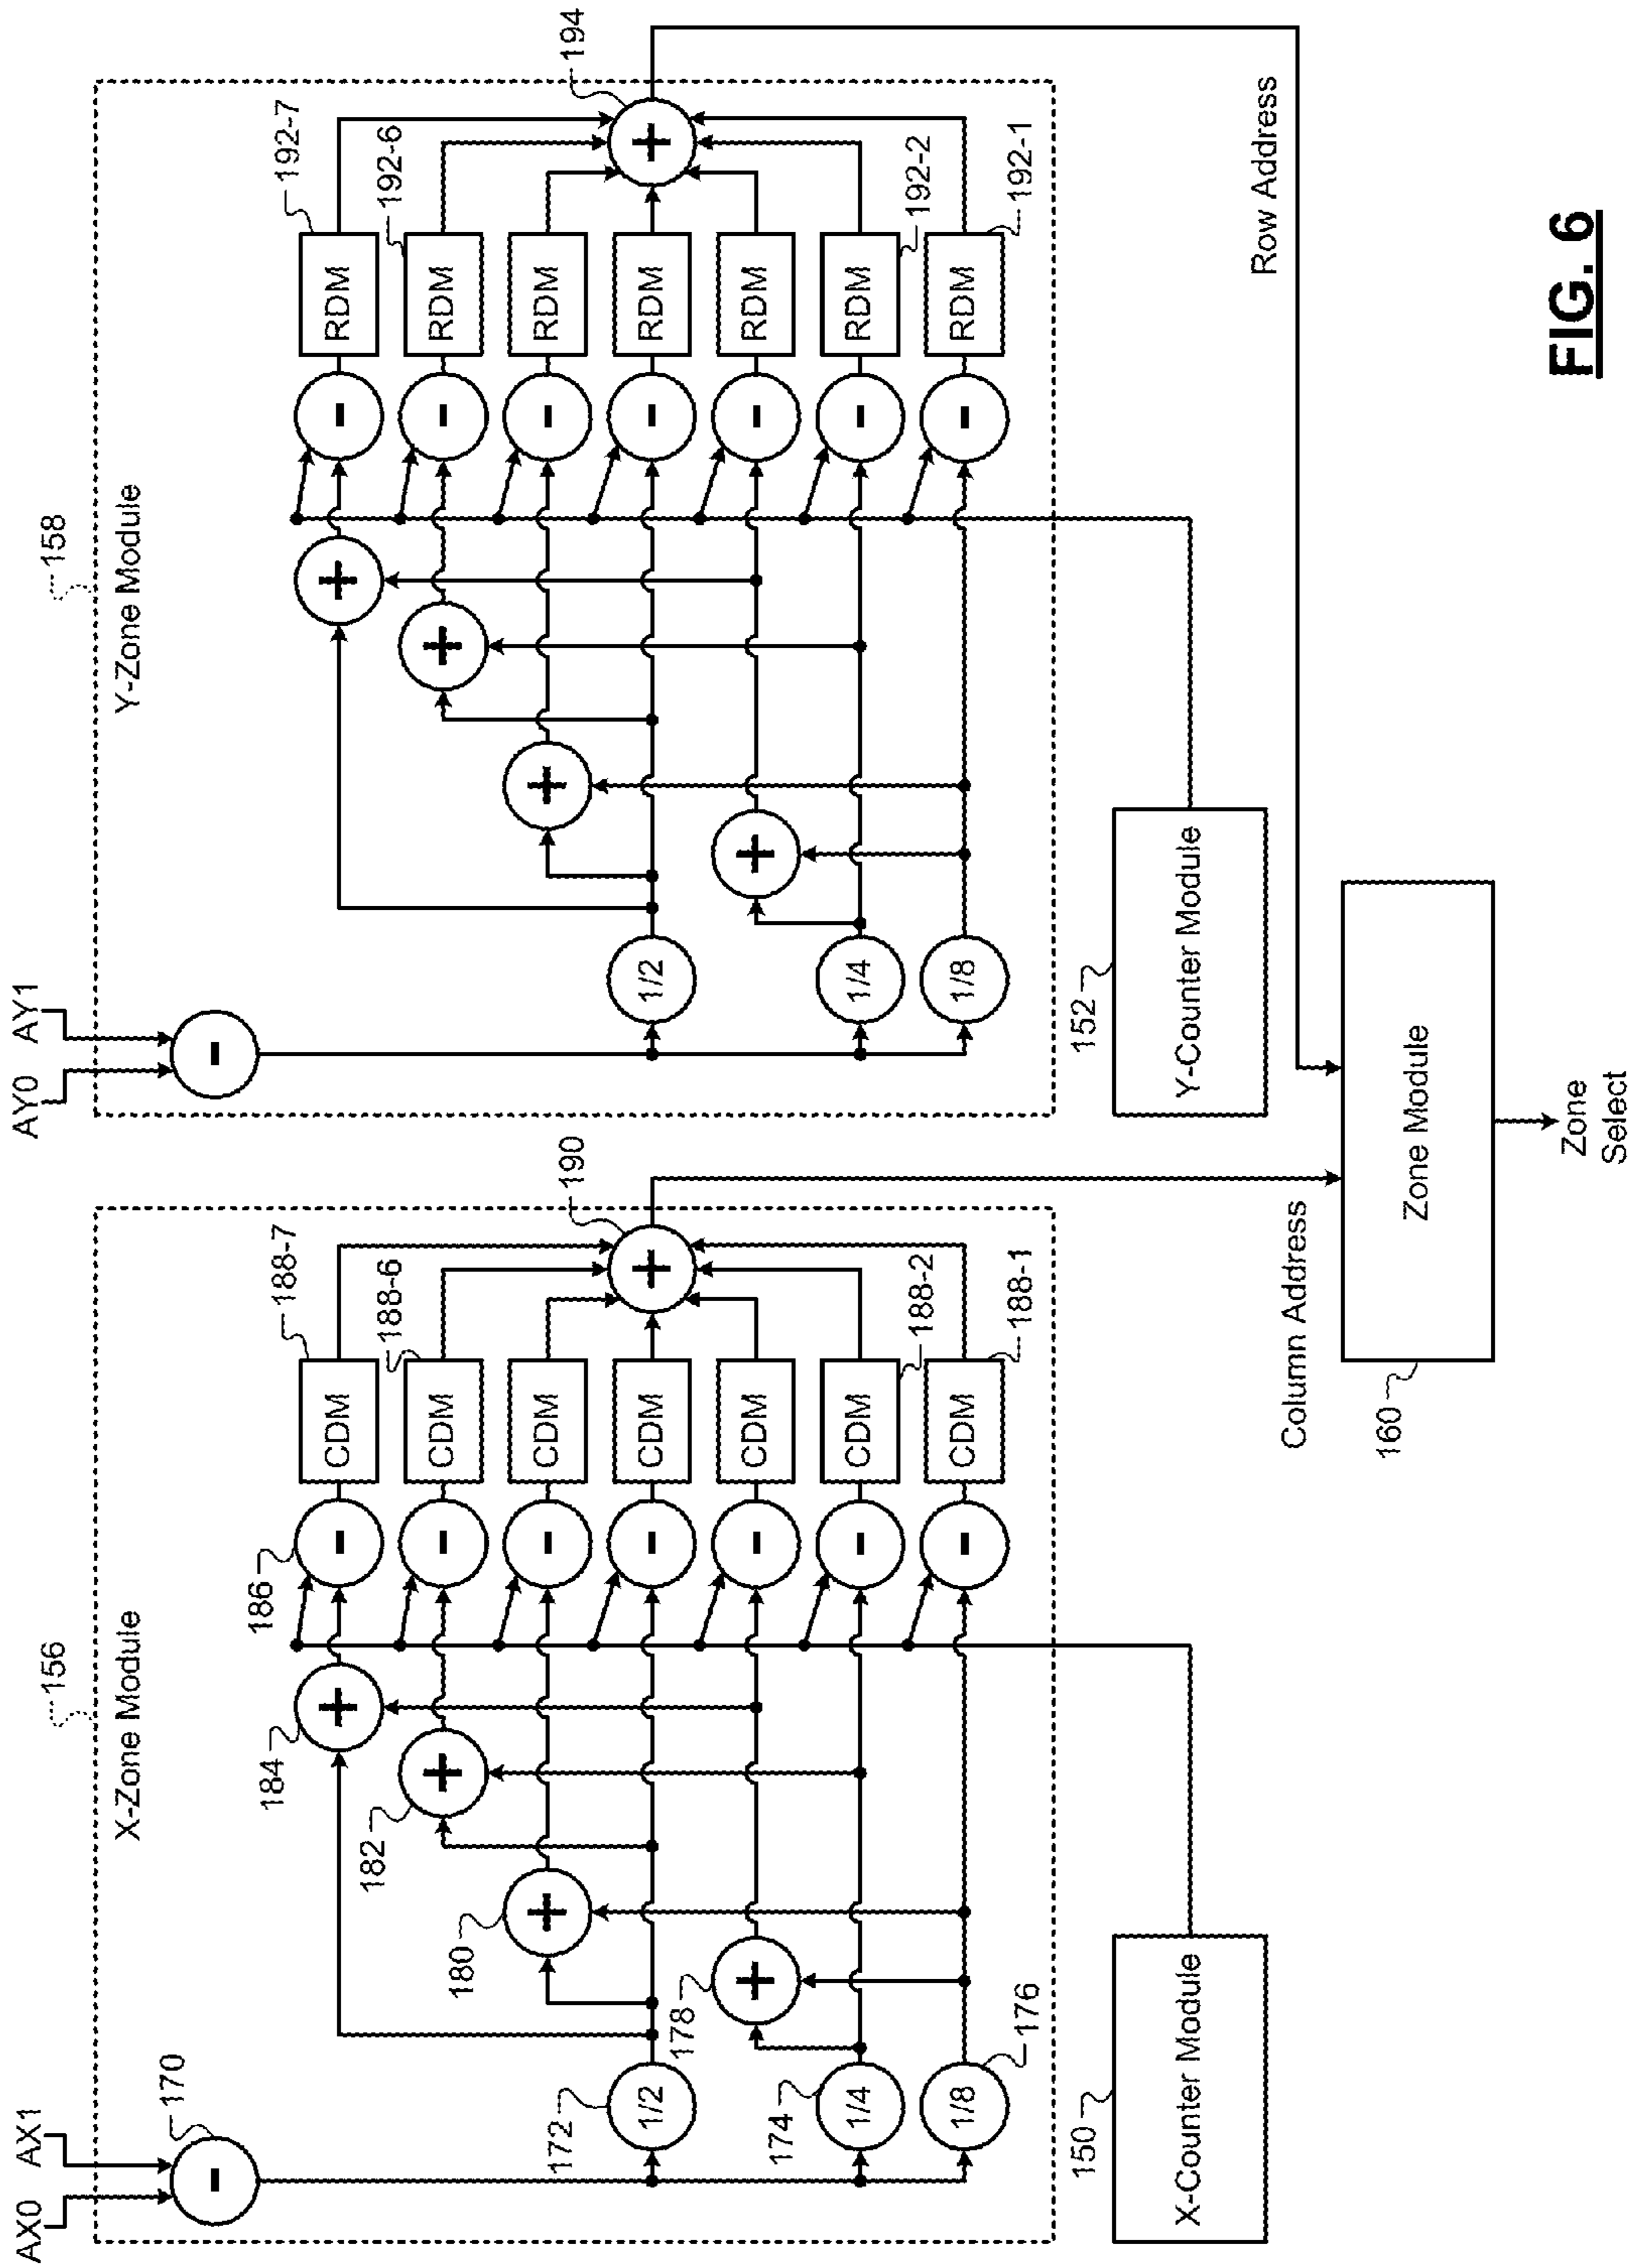 AX0
AX1
170
156
X-Zone Module
172
1/2
174
1/4
1/8
176
178
+
180
+
182
+
184
+
186
-
-
-
-
-
-
-
-
CDM
CDM
CDM
CDM
CDM
CDM
CDM
188-7
188-6
188-2
188-1
190
+
150
X-Counter Module
Column Address
AY0
AY1
-
158
Y-Zone Module
1/2
1/4
1/8
+
+
+
+
-
-
-
-
-
-
-
RDM
RDM
RDM
RDM
RDM
RDM
RDM
192-7
192-6
192-2
192-1
194
+
152
Y-Counter Module
Row Address
160
Zone Module
Zone
Select
FIG. 6